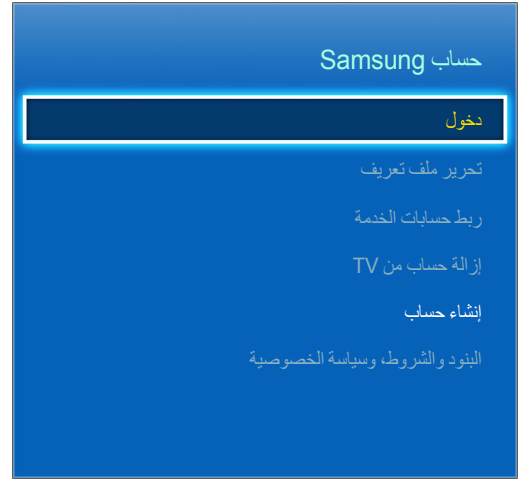 حساب Samsung
دخول
تحرير ملف تعريف
ربط حسابات الخدمة
إزالة حساب من TV
إنشاء حساب
البنود والشروط، وسياسة الخصوصية